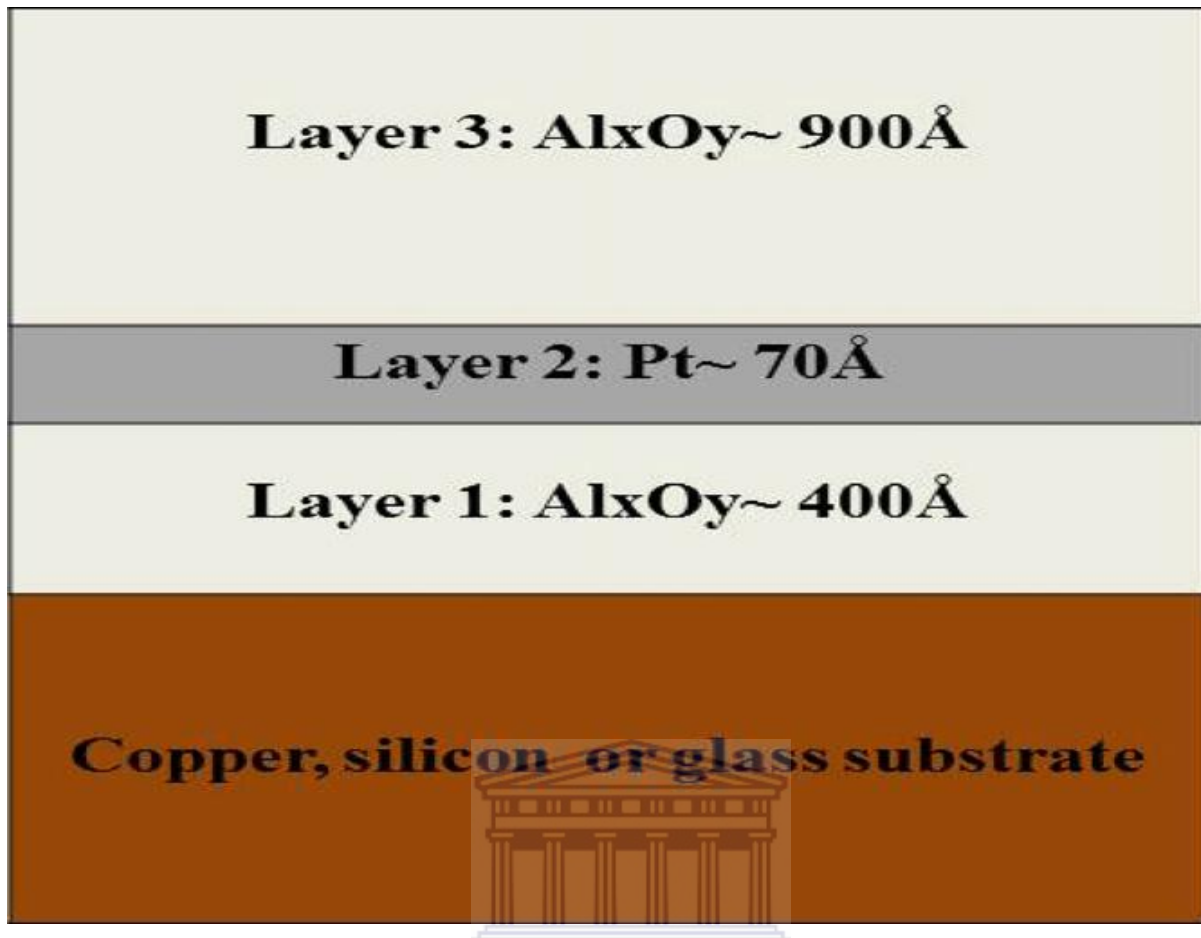 Layer 3: AlxOy~ 900Å
Layer 2: Pt~ 70Å
Layer 1: AlxOy~ 400Å
Copper, silicon or glass substrate